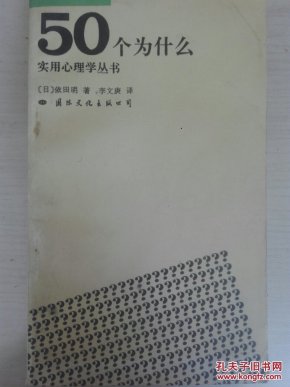 50个为什么
实用心理学丛书
〔日〕依田明 著 李文庚 译
国际文化出版公司
孔夫子旧书网